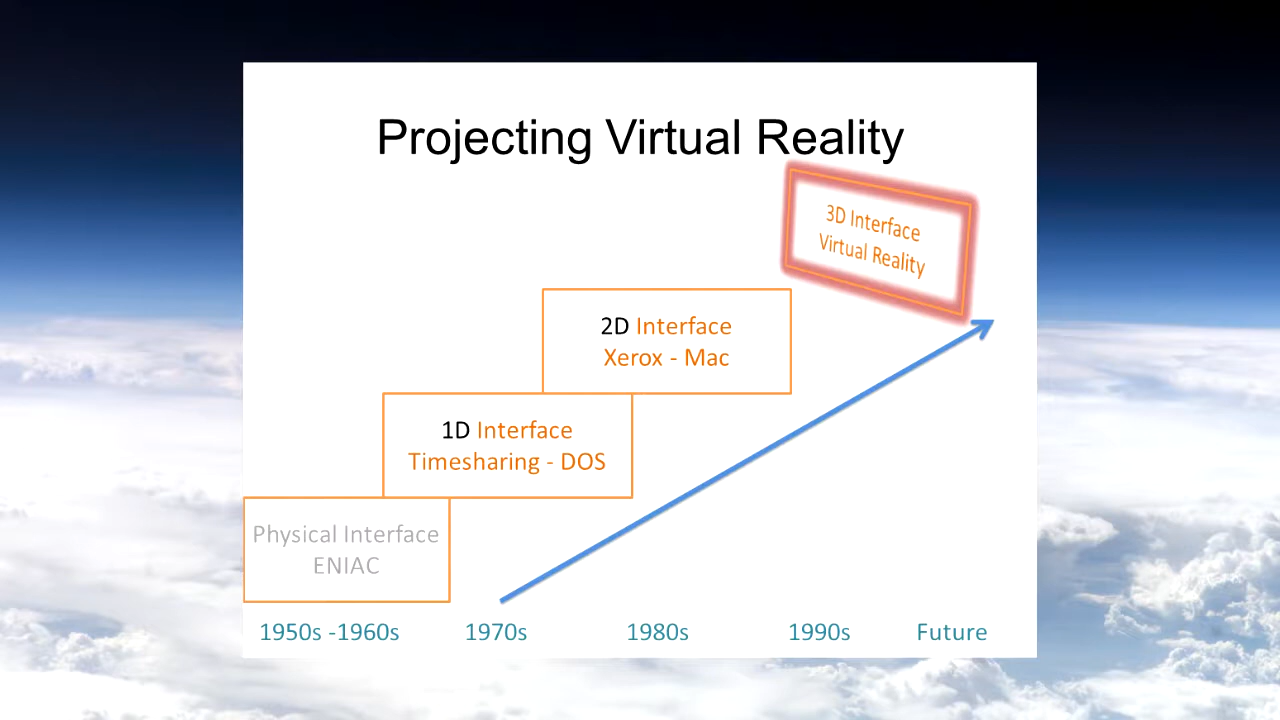 Projecting Virtual Reality
3D Interface
Virtual Reality
2D Interface
Xerox - Mac
1D Interface
Timesharing - DOS
Physical Interface
ENIAC
1950s -1960s 1970s 1980s 1990s Future